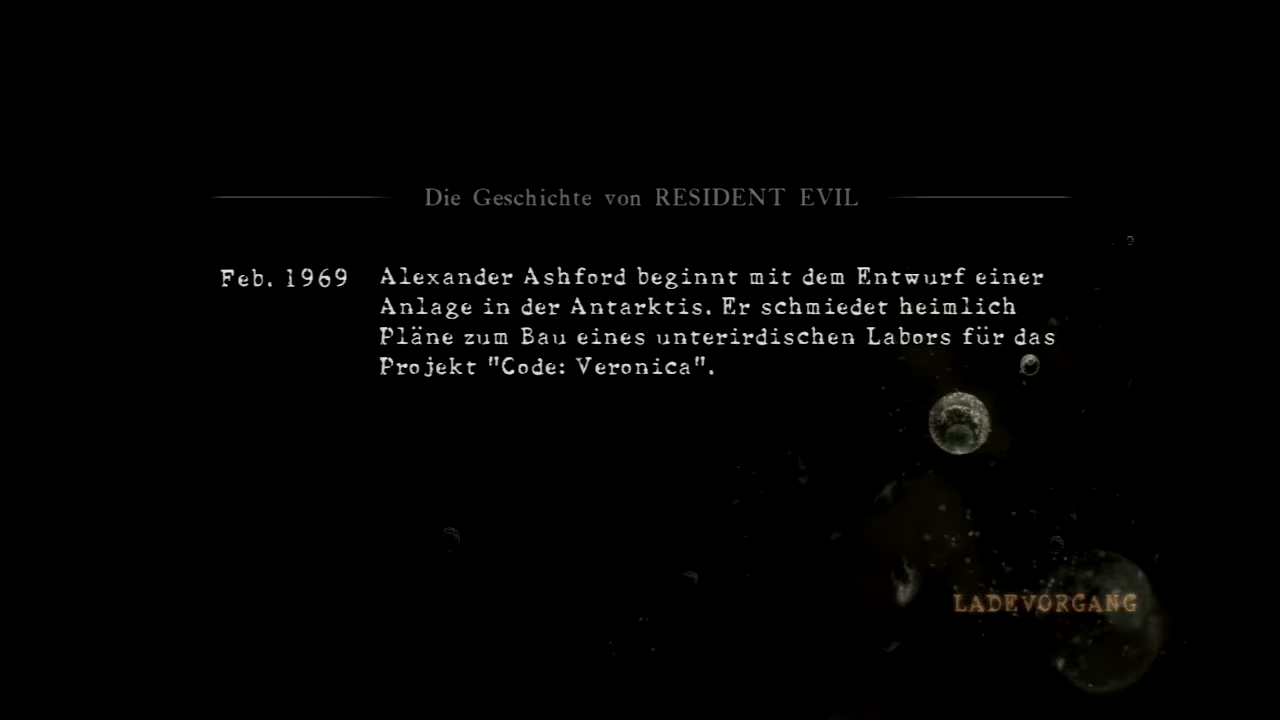 Die Geschichte von RESIDENT EVIL
Feb. 1969 Alexander Ashford beginnt mit dem Entwurf einer
Anlage in der Antarktis. Er schmiedet heimlich
Pläne zum Bau eines unterirdischen Labors für das
Projekt "Code: Veronica".
LADEVORGANG